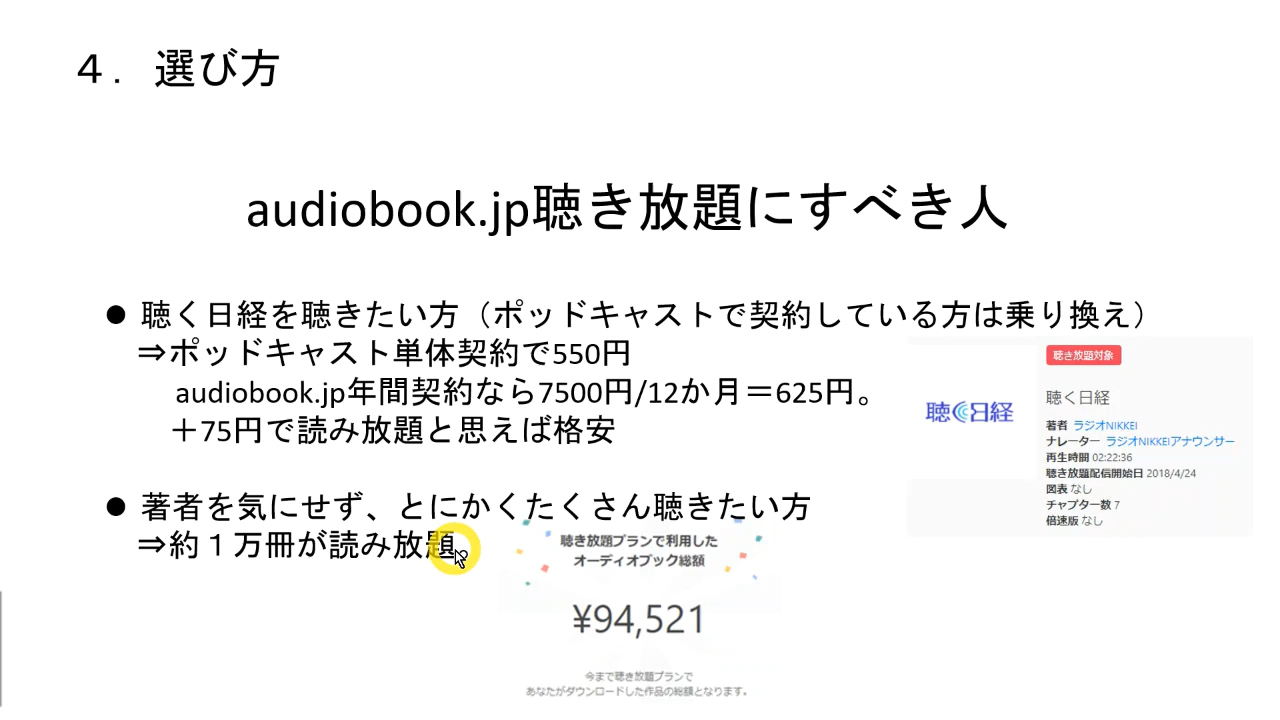 ４．選び方
audiobook.jp聴き放題にすべき人
● 聴く日経を聴きたい方（ポッドキャストで契約している方は乗り換え）
⇒ポッドキャスト単体契約で550円
audiobook.jp年間契約なら7500円/12か月＝625円。
＋75円で読み放題と思えば格安
聴き放題対象
聴く日経
聴く日経
著者 ラジオNIKKEI
ナレーター ラジオNIKKEIアナウンサー
再生時間 02:22:36
聴き放題配信開始日 2018/4/24
図表 なし
チャプター数 7
倍速版 なし
● 著者を気にせず、とにかくたくさん聴きたい方
⇒約１万冊が読み放題。
聴き放題プランで利用した
オーディオブック総額
¥94,521
今まで聴き放題プランで
あなたがダウンロードした作品の総額となります。